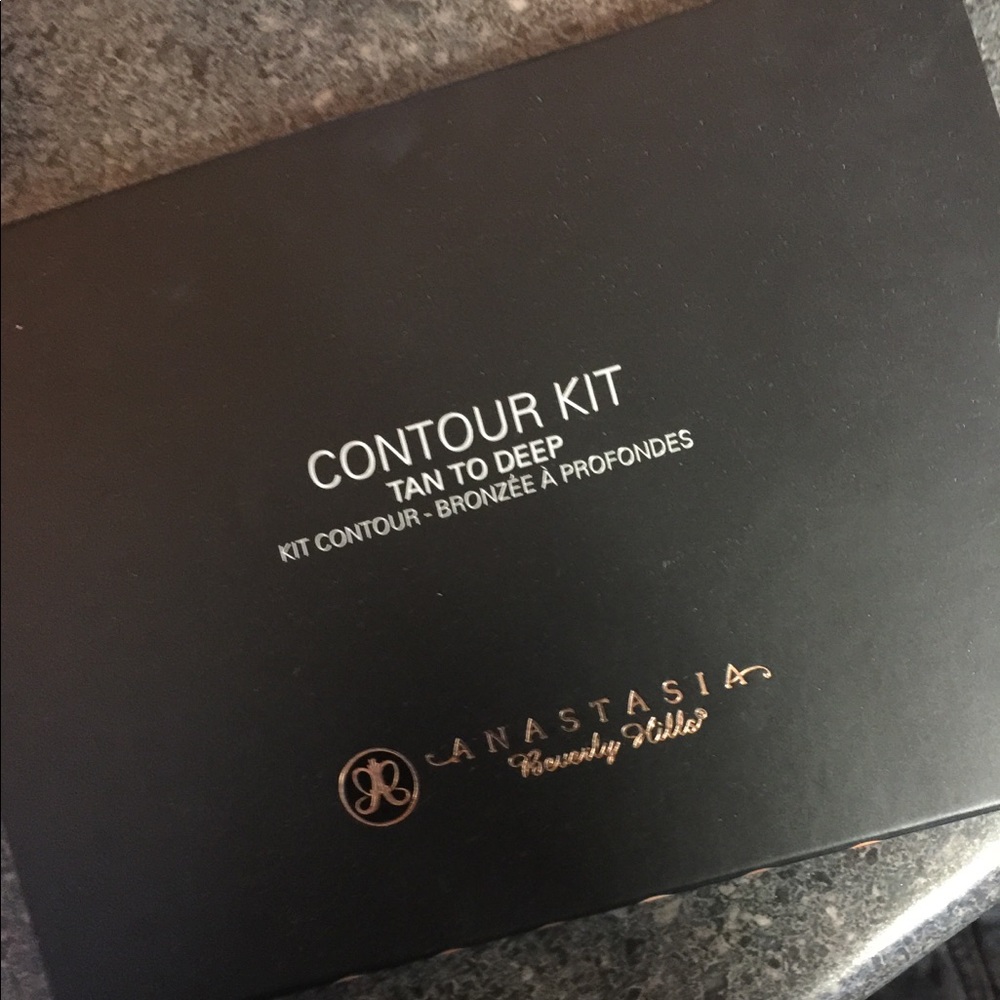 CONTOUR KIT
TAN TO DEEP
KIT CONTOUR - BRONZÉE À PROFONDES
ANASTASIA
Beverly Hills®